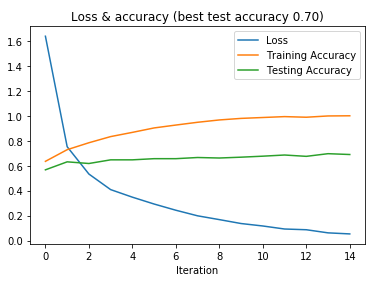 Loss & accuracy (best test accuracy 0.70)
Loss
Training Accuracy
Testing Accuracy
1.6
1.4
1.2
1.0
0.8
0.6
0.4
0.2
0.0
0 2 4 6 8 10 12 14
Iteration